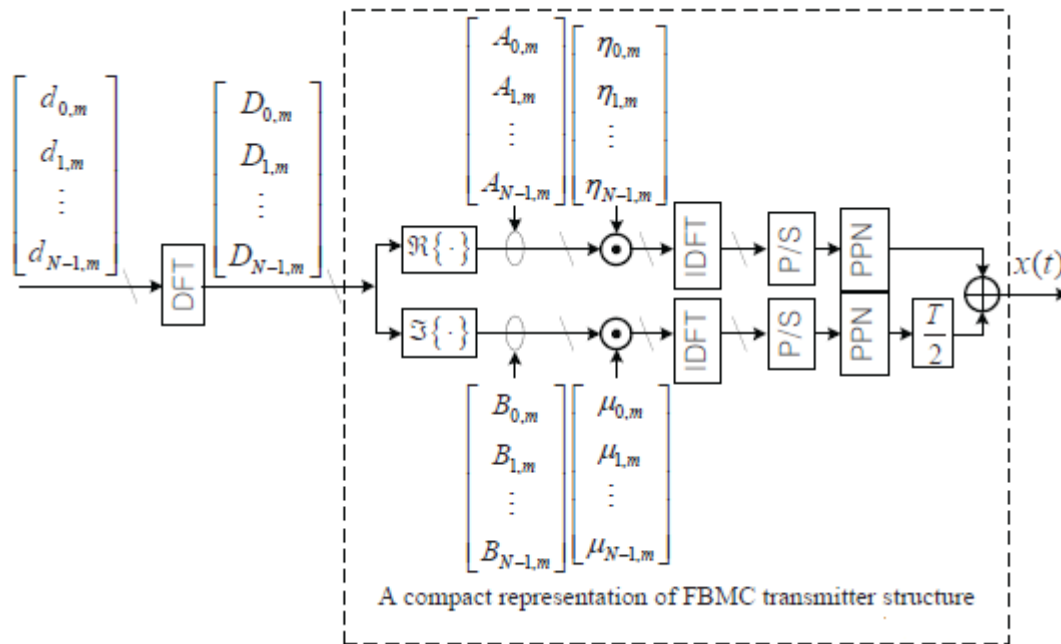 A_{0,m}
A_{1,m}
⋮
A_{N-1,m}
η_{0,m}
η_{1,m}
⋮
η_{N-1,m}
d_{0,m}
d_{1,m}
⋮
d_{N-1,m}
D_{0,m}
D_{1,m}
⋮
D_{N-1,m}
DFT
ℜ{·}
IDFT
P/S
PPN
x(t)
ℑ{·}
IDFT
P/S
PPN
T/2
B_{0,m}
B_{1,m}
⋮
B_{N-1,m}
μ_{0,m}
μ_{1,m}
⋮
μ_{N-1,m}
A compact representation of FBMC transmitter structure